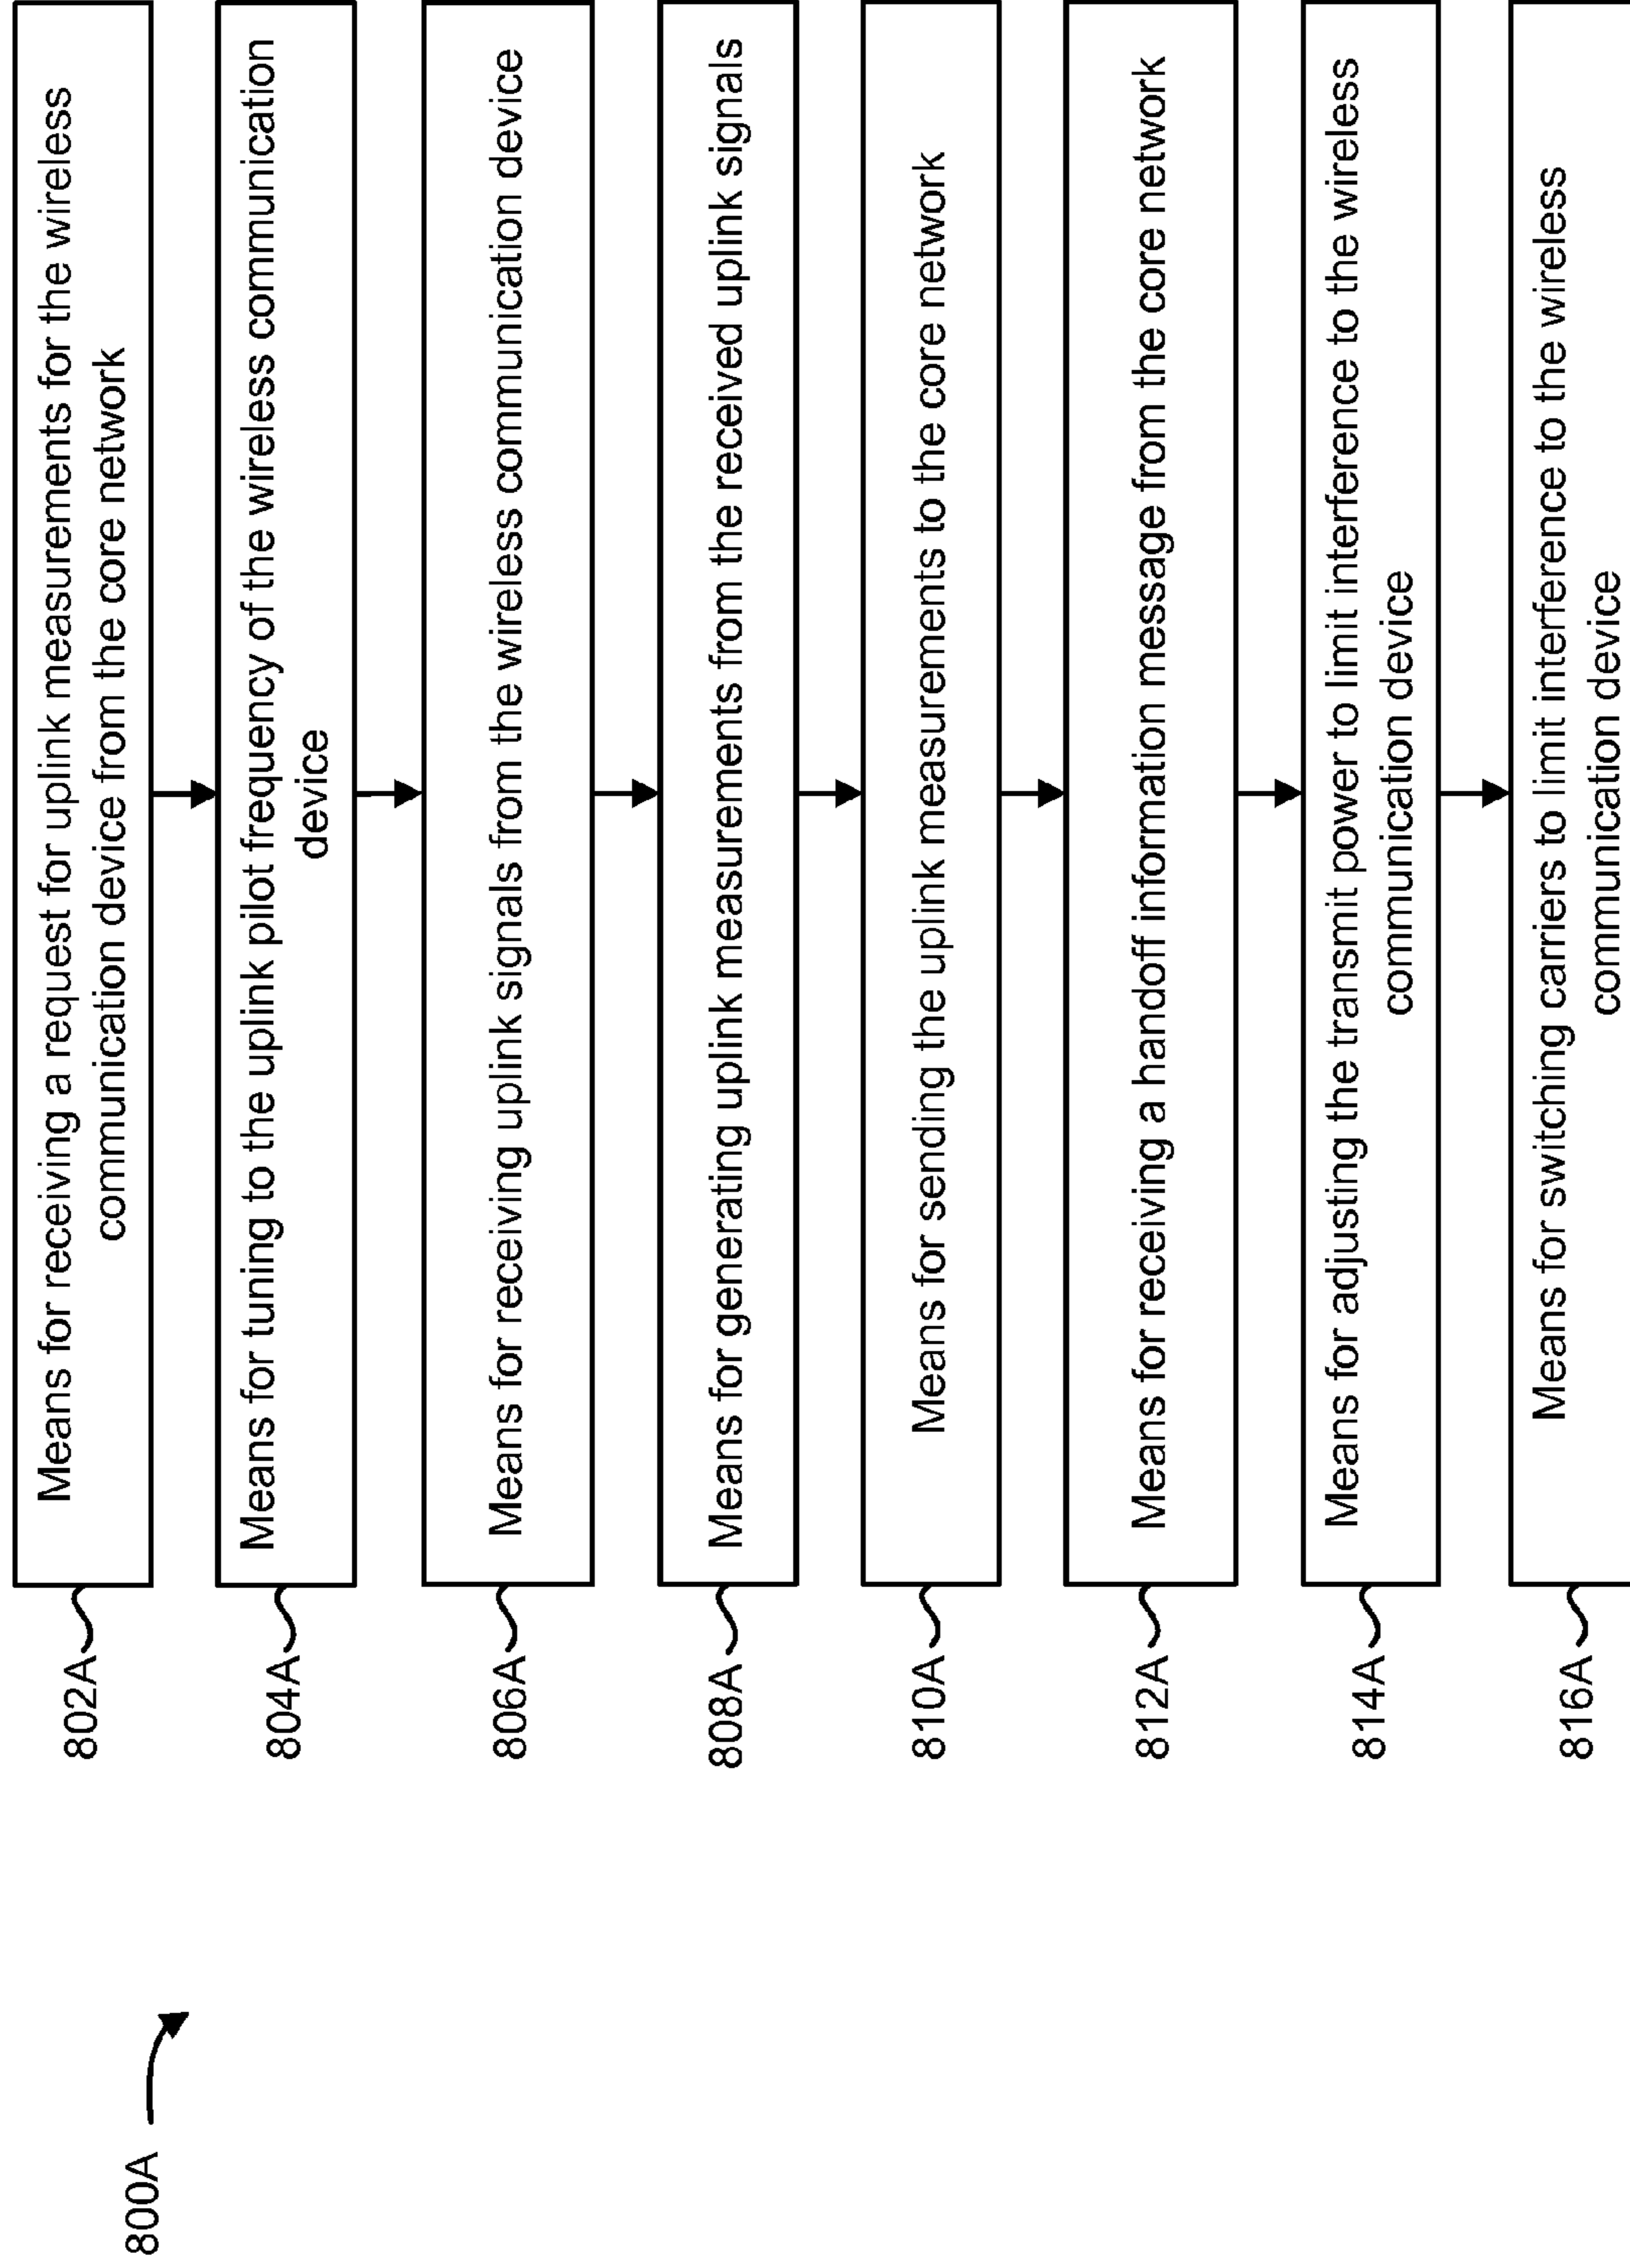 800A
802A
Means for receiving a request for uplink measurements for the wireless
communication device from the core network
804A
Means for tuning to the uplink pilot frequency of the wireless communication
device
806A
Means for receiving uplink signals from the wireless communication device
808A
Means for generating uplink measurements from the received uplink signals
810A
Means for sending the uplink measurements to the core network
812A
Means for receiving a handoff information message from the core network
814A
Means for adjusting the transmit power to limit interference to the wireless
communication device
816A
Means for switching carriers to limit interference to the wireless
communication device